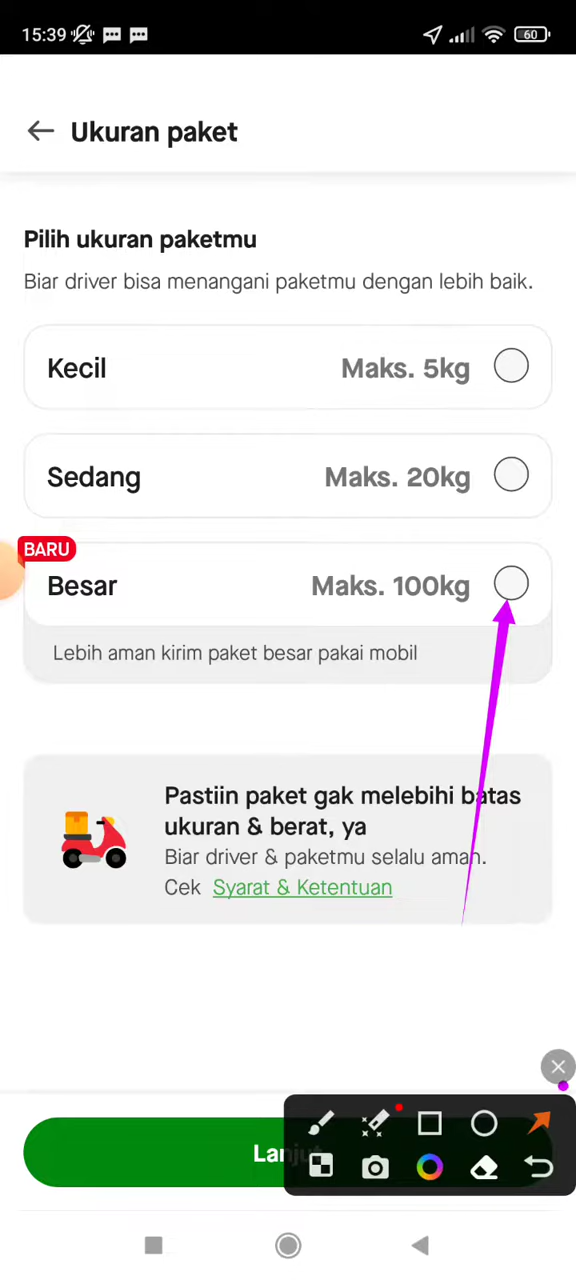 15:39
60
Ukuran paket
Pilih ukuran paketmu
Biar driver bisa menangani paketmu dengan lebih baik.
Kecil Maks. 5kg
Sedang Maks. 20kg
BARU
Besar Maks. 100kg
Lebih aman kirim paket besar pakai mobil
Pastiin paket gak melebihi batas
ukuran & berat, ya
Biar driver & paketmu selalu aman.
Cek Syarat & Ketentuan